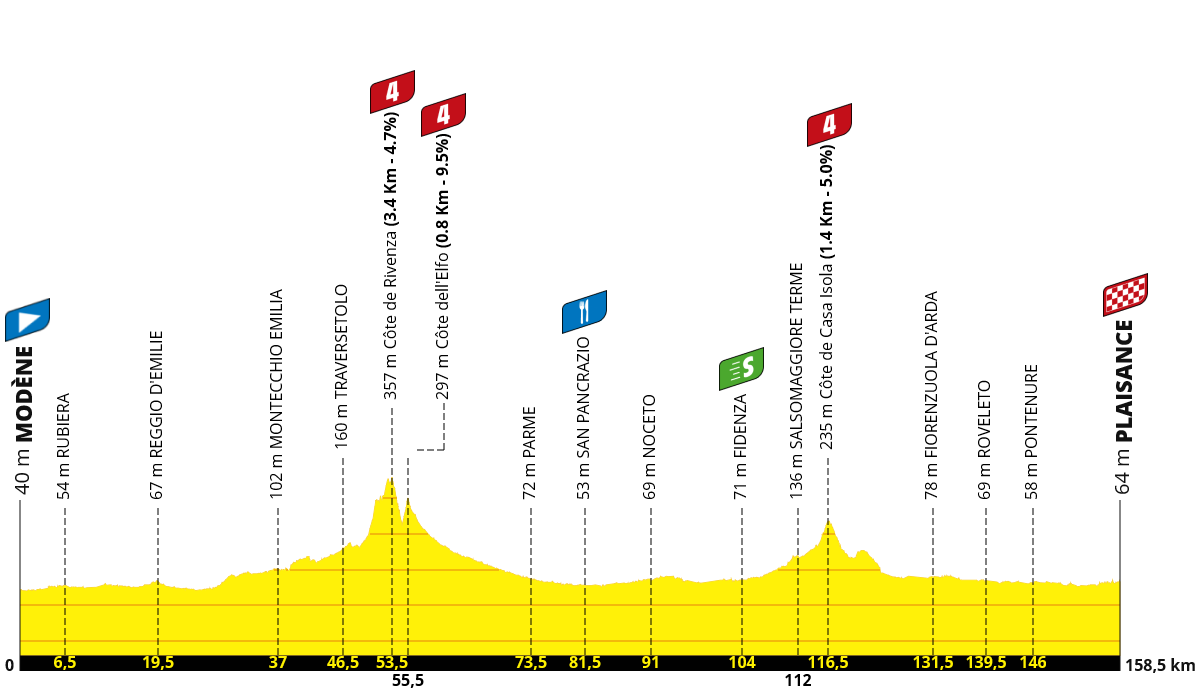 40 m MODÈNE
54 m RUBIERA
67 m REGGIO D'EMILIE
102 m MONTECCHIO EMILIA
160 m TRAVERSETOLO
4
357 m Côte de Rivenza (3.4 Km - 4.7%)
4
297 m Côte dell'Elfo (0.8 Km - 9.5%)
72 m PARME
53 m SAN PANCRAZIO
69 m NOCETO
S
71 m FIDENZA
136 m SALSOMAGGIORE TERME
4
235 m Côte de Casa Isola (1.4 Km - 5.0%)
78 m FIORENZUOLA D'ARDA
69 m ROVELETO
58 m PONTENURE
64 m PLAISANCE
0 6,5 19,5 37 46,5 53,5 73,5 81,5 91 104 116,5 131,5 139,5 146 158,5 km
55,5 112